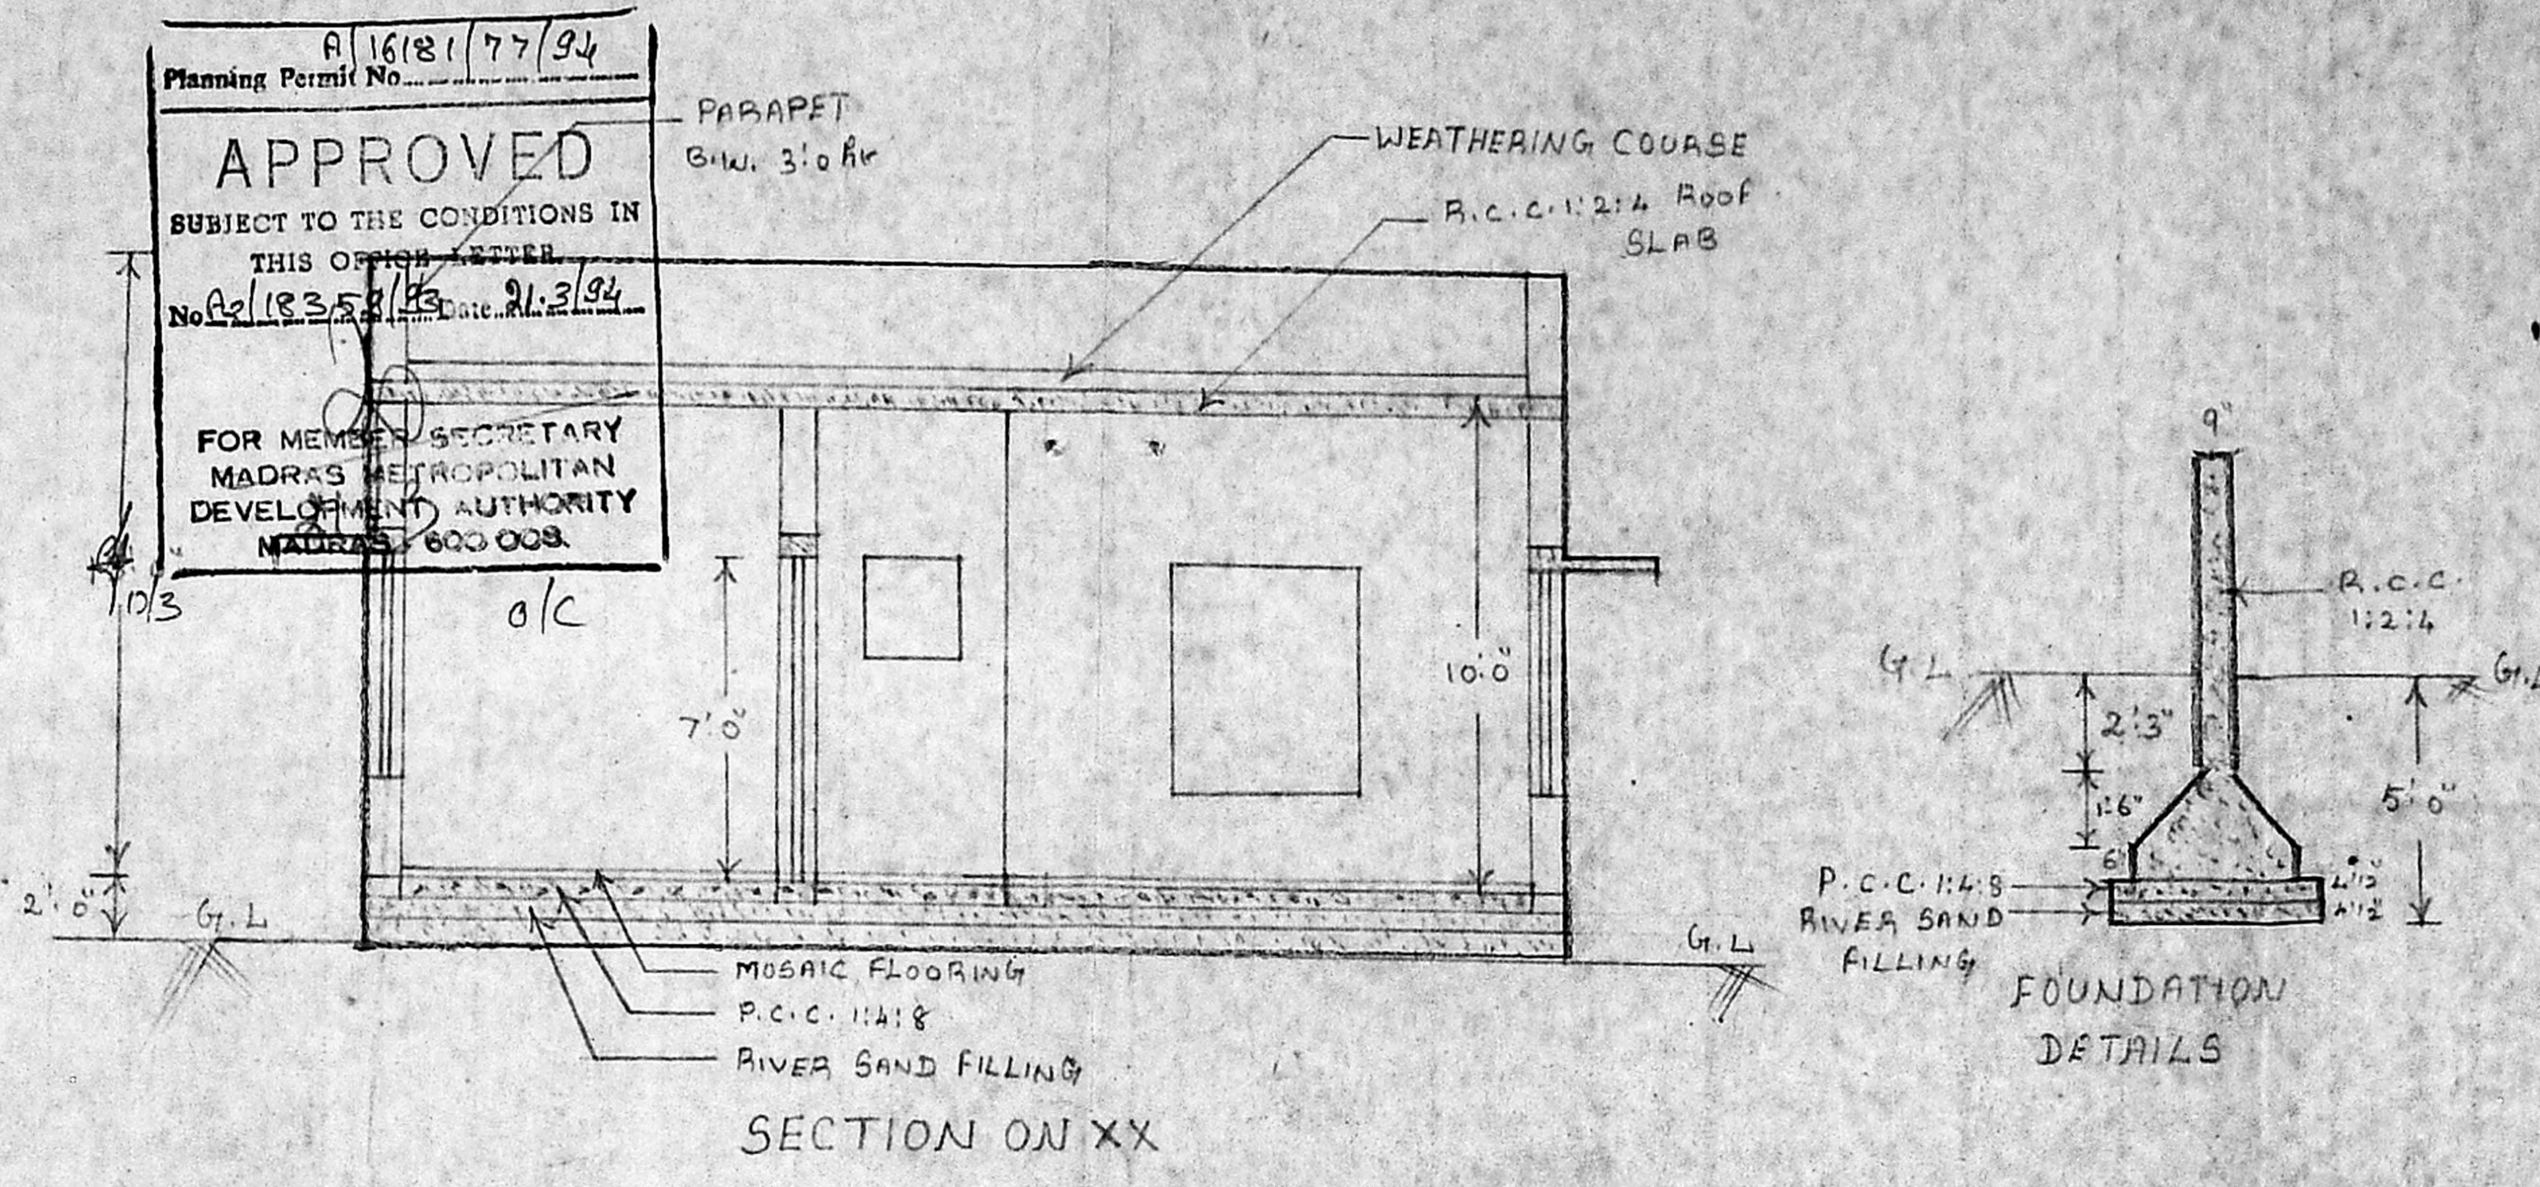 A/16181/77/94
Planning Permit No
APPROVED
SUBJECT TO THE CONDITIONS IN
THIS OFFICE LETTER
No A2/18359/93 Date 21.3/94
FOR MEMBER SECRETARY
MADRAS METROPOLITAN
DEVELOPMENT AUTHORITY
MADRAS 600 008.
O/C
PARAPET
B.W. 3'.0 ht
WEATHERING COURSE
R.C.C. 1:2:4 ROOF
SLAB
7'.0"
10'.0"
2'.0"
G.L
G.L
MOSAIC FLOORING
P.C.C. 1:4:8
RIVER SAND FILLING
SECTION ON XX
9"
R.C.C.
1:2:4
G.L
G.L
2'.3"
1'.6"
5'.0"
6"
P.C.C. 1:4:8
RIVER SAND
FILLING
4½"
4½"
FOUNDATION
DETAILS